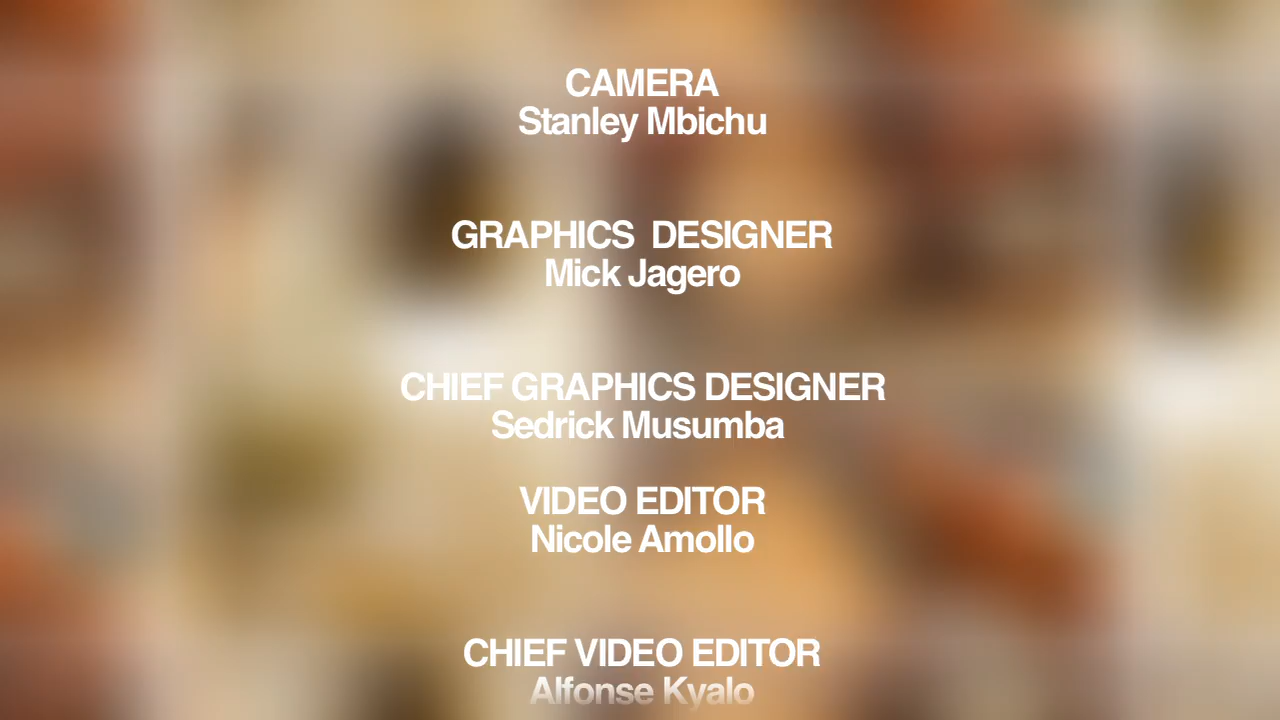 CAMERA
Stanley Mbichu
GRAPHICS DESIGNER
Mick Jagero
CHIEF GRAPHICS DESIGNER
Sedrick Musumba
VIDEO EDITOR
Nicole Amollo
CHIEF VIDEO EDITOR
Alfonse Kyalo